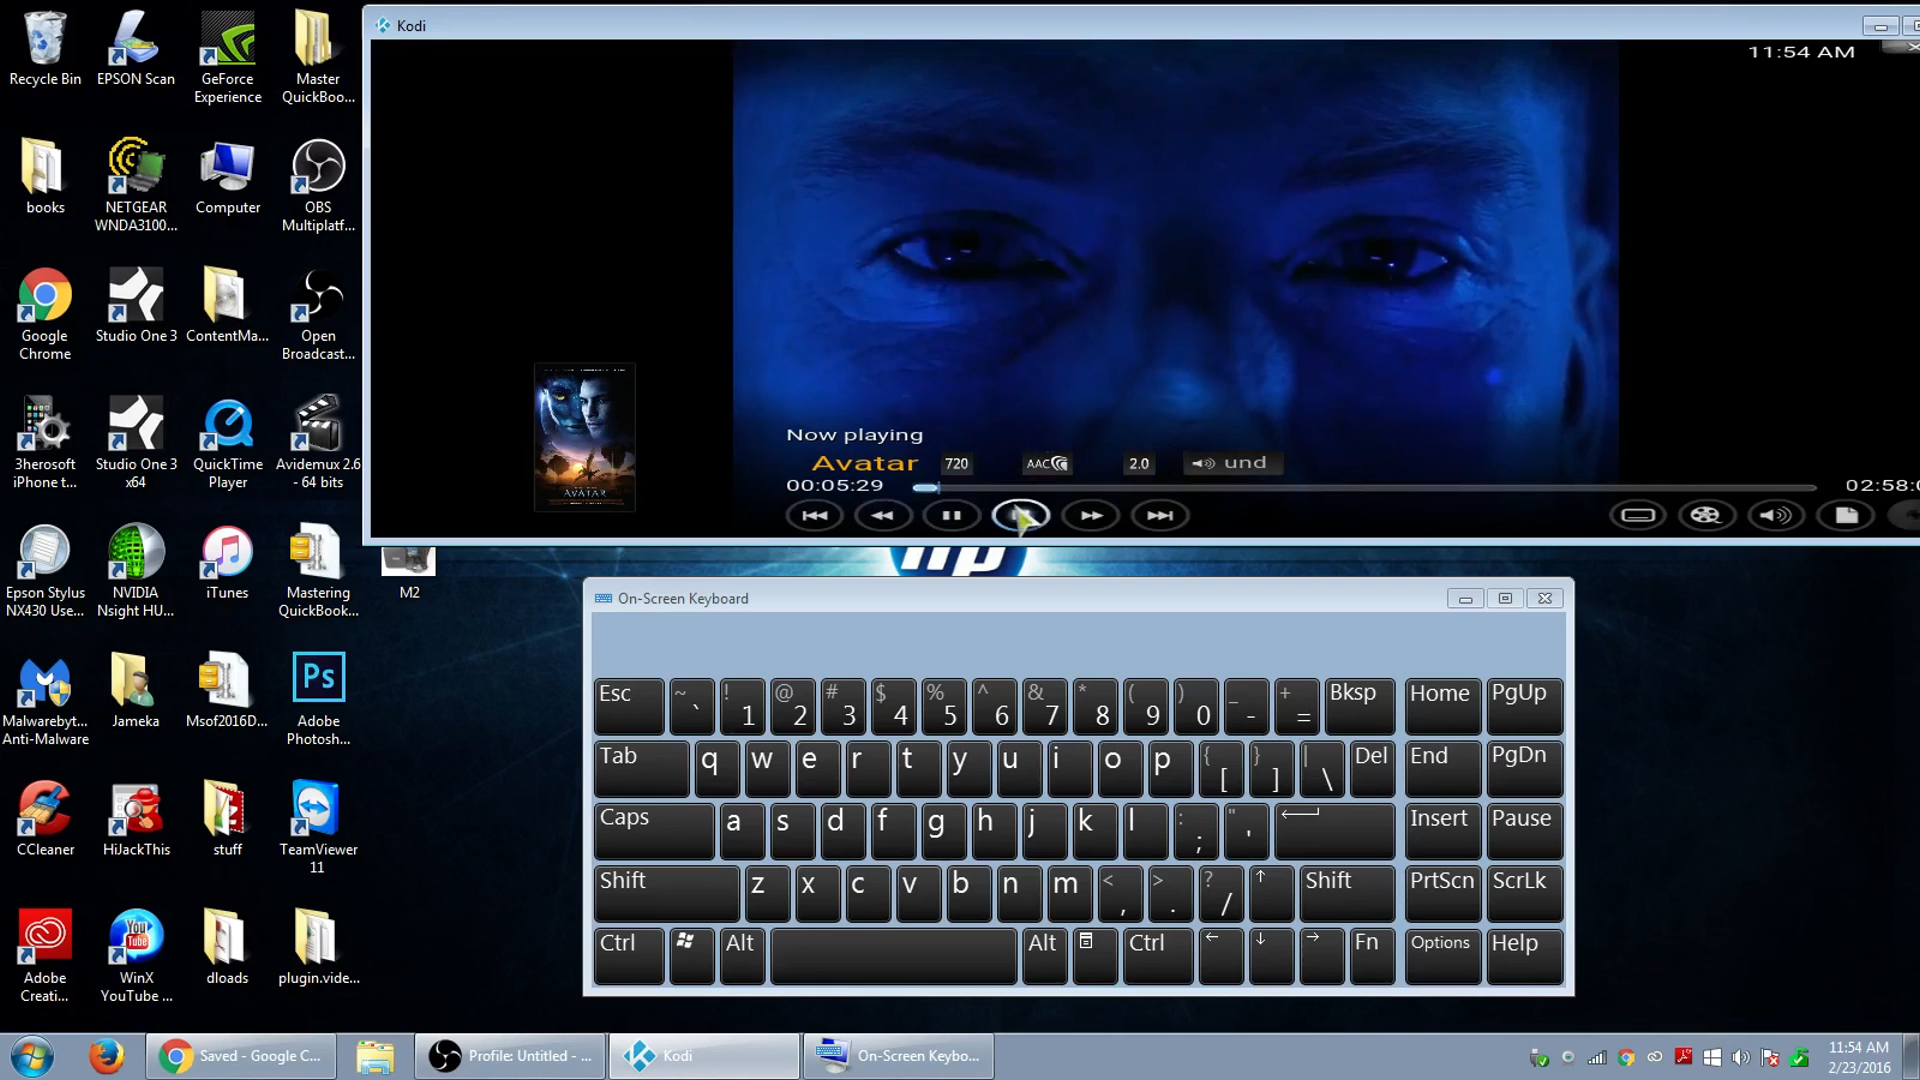 Kodi
11:54 AM
Now playing
Avatar 720 AAC 2.0 und
00:05:29
02:58:0
AVATAR
Recycle Bin
EPSON Scan
GeForce
Experience
Master
QuickBoo...
books
NETGEAR
WNDA3100...
Computer
OBS
Multiplatf...
Google
Chrome
Studio One 3
ContentMa...
Open
Broadcast...
3herosoft
iPhone t...
Studio One 3
x64
QuickTime
Player
Avidemux 2.6
- 64 bits
Epson Stylus
NX430 Use...
NVIDIA
Nsight HU...
iTunes
Mastering
QuickBook...
M2
Malwarebyt...
Anti-Malware
Jameka
Msof2016D...
Ps
Adobe
Photosh...
CCleaner
HiJackThis
stuff
TeamViewer
11
Adobe
Creati...
You
Tube
WinX
YouTube ...
dloads
plugin.vide...
hp
On-Screen Keyboard
Esc ~ ` ! 1 @ 2 # 3 $ 4 % 5 ^ 6 & 7 * 8 ( 9 ) 0 _ - + = Bksp Home PgUp
Tab q w e r t y u i o p { [ } ] | \ Del End PgDn
Caps a s d f g h j k l : ; " ' Insert Pause
Shift z x c v b n m < , > . ? / ↑ Shift PrtScn ScrLk
Ctrl Alt Alt Ctrl ← ↓ → Fn Options Help
Saved - Google C...
Profile: Untitled - ...
Kodi
On-Screen Keybo...
11:54 AM
2/23/2016